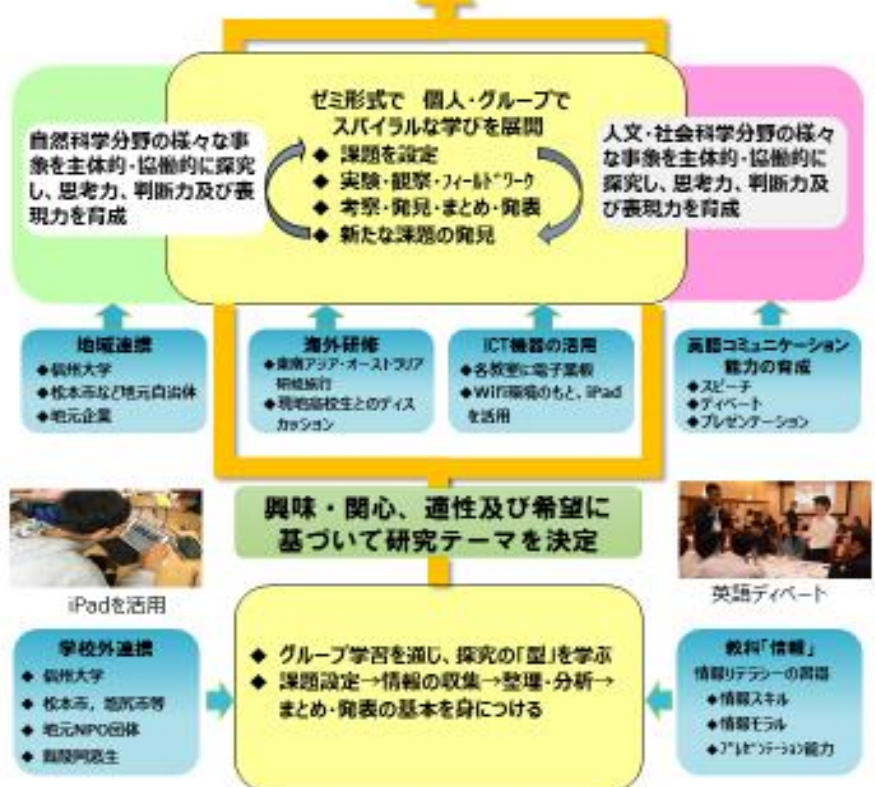 ゼミ形式で 個人・グループで
スパイラルな学びを展開
◆ 課題を設定
◆ 実験・観察・フィールドワーク
◆ 考察・発見・まとめ・発表
◆ 新たな課題の発見
自然科学分野の様々な事
象を主体的・協働的に探究
し、思考力、判断力及び表
現力を育成
人文・社会科学分野の様々
な事象を主体的・協働的に
探究し、思考力、判断力及
び表現力を育成
地域連携
◆信州大学
◆松本市など地元自治体
◆地元企業
海外研修
◆東南アジア・オーストラリア
研修旅行
◆現地高校生とのディス
カッション
ICT機器の活用
◆各教室に電子黒板
◆Wifi環境のもと、iPad
を活用
英語コミュニケーション
能力の育成
◆スピーチ
◆ディベート
◆プレゼンテーション
興味・関心、適性及び希望に
基づいて研究テーマを決定
iPadを活用
英語ディベート
学校外連携
◆ 信州大学
◆ 松本市，塩尻市等
◆ 地元NPO団体
◆ 同窓生
◆ グループ学習を通じ、探究の「型」を学ぶ
◆ 課題設定→情報の収集→整理・分析→
まとめ・発表の基本を身につける
教科「情報」
情報リテラシーの習得
◆情報スキル
◆情報モラル
◆プレゼンテーション能力